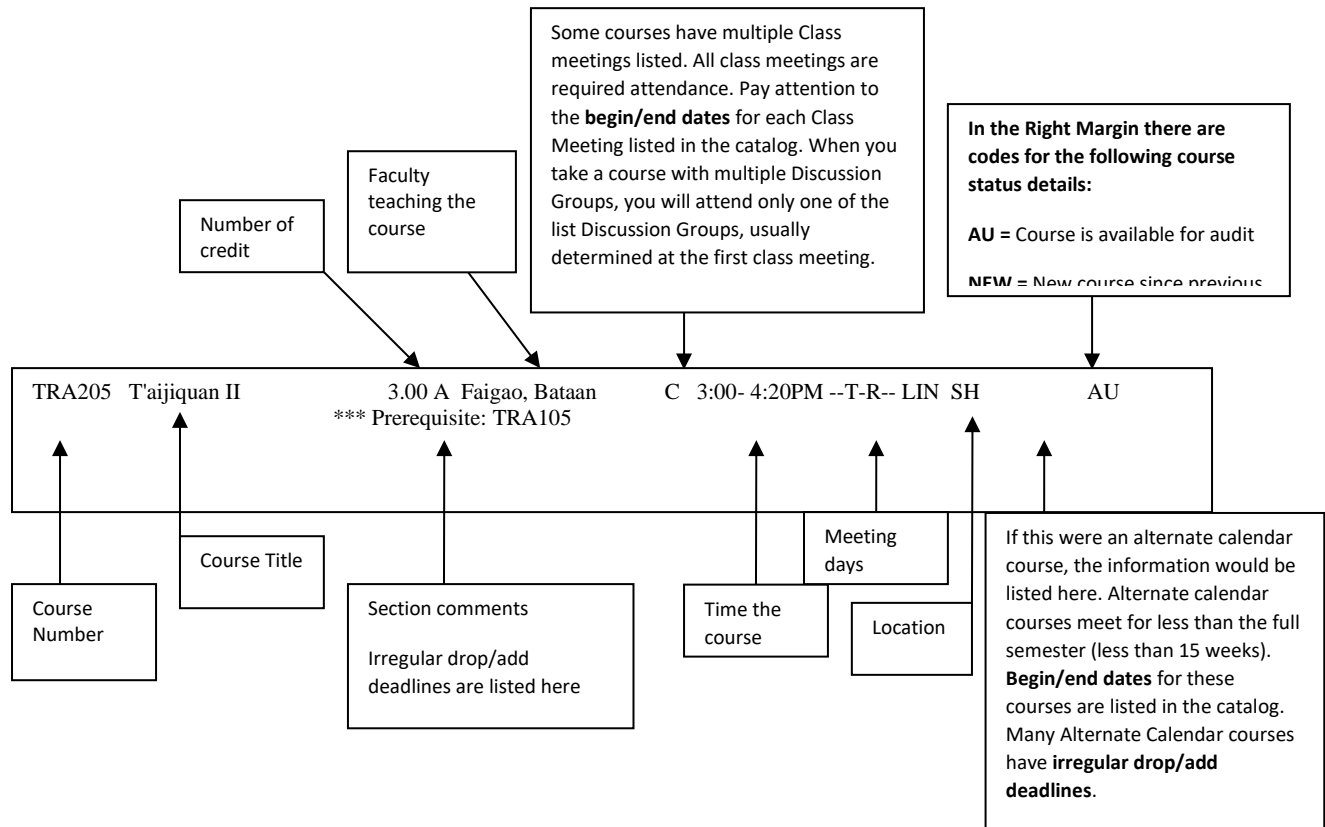 Some courses have multiple Class
meetings listed. All class meetings are
required attendance. Pay attention to
the begin/end dates for each Class
Meeting listed in the catalog. When you
take a course with multiple Discussion
Groups, you will attend only one of the
list Discussion Groups, usually
determined at the first class meeting.
In the Right Margin there are
codes for the following course
status details:
AU = Course is available for audit
NEW = New course since previous
Faculty
teaching the
course
Number of
credit
TRA205 T'aijiquan II 3.00 A Faigao, Bataan C 3:00- 4:20PM --T-R-- LIN SH AU
*** Prerequisite: TRA105
Course
Number
Course Title
Section comments
Irregular drop/add
deadlines are listed here
Time the
course
Meeting
days
Location
If this were an alternate calendar
course, the information would be
listed here. Alternate calendar
courses meet for less than the full
semester (less than 15 weeks).
Begin/end dates for these
courses are listed in the catalog.
Many Alternate Calendar courses
have irregular drop/add
deadlines.